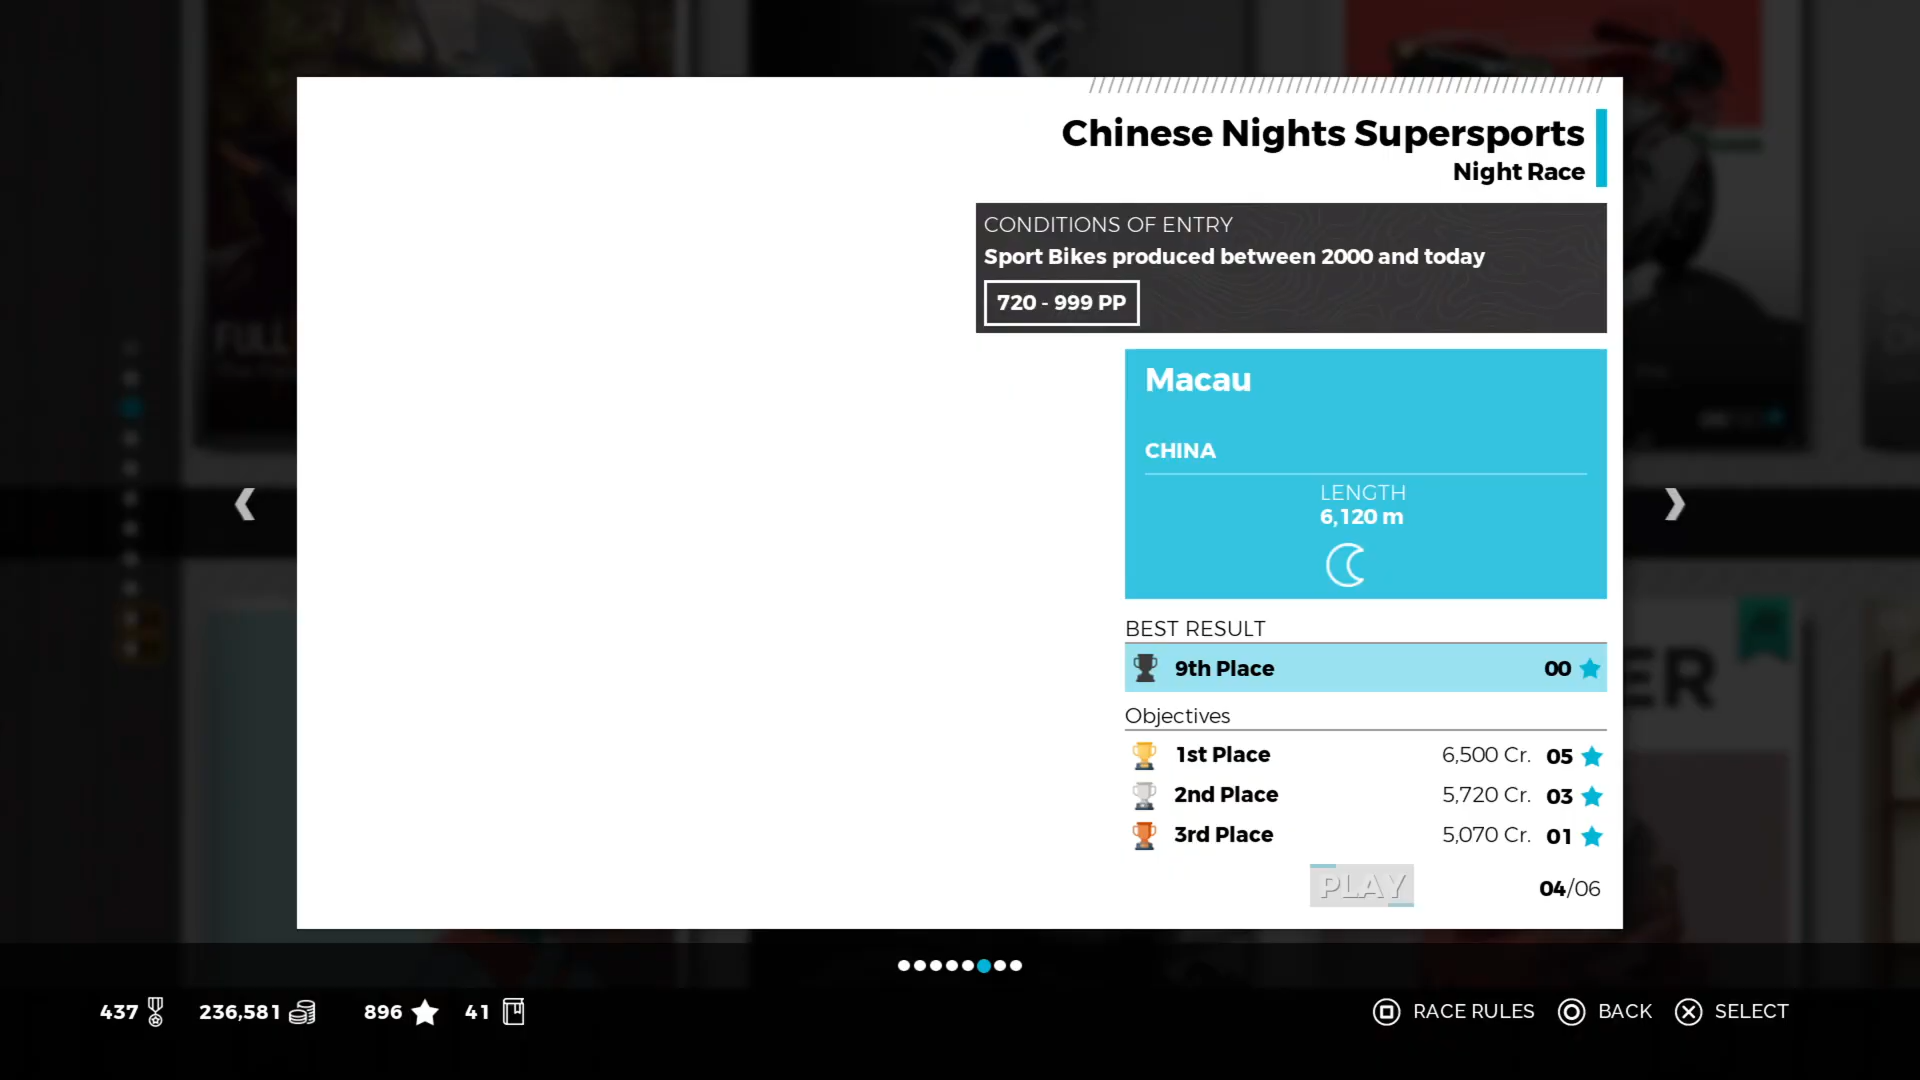 Chinese Nights Supersports
Night Race
CONDITIONS OF ENTRY
Sport Bikes produced between 2000 and today
720 - 999 PP
Macau
CHINA
LENGTH
6,120 m
BEST RESULT
9th Place 00
Objectives
1st Place 6,500 Cr. 05
2nd Place 5,720 Cr. 03
3rd Place 5,070 Cr. 01
PLAY 04/06
FULL
ER
437 236,581 896 41 RACE RULES BACK SELECT